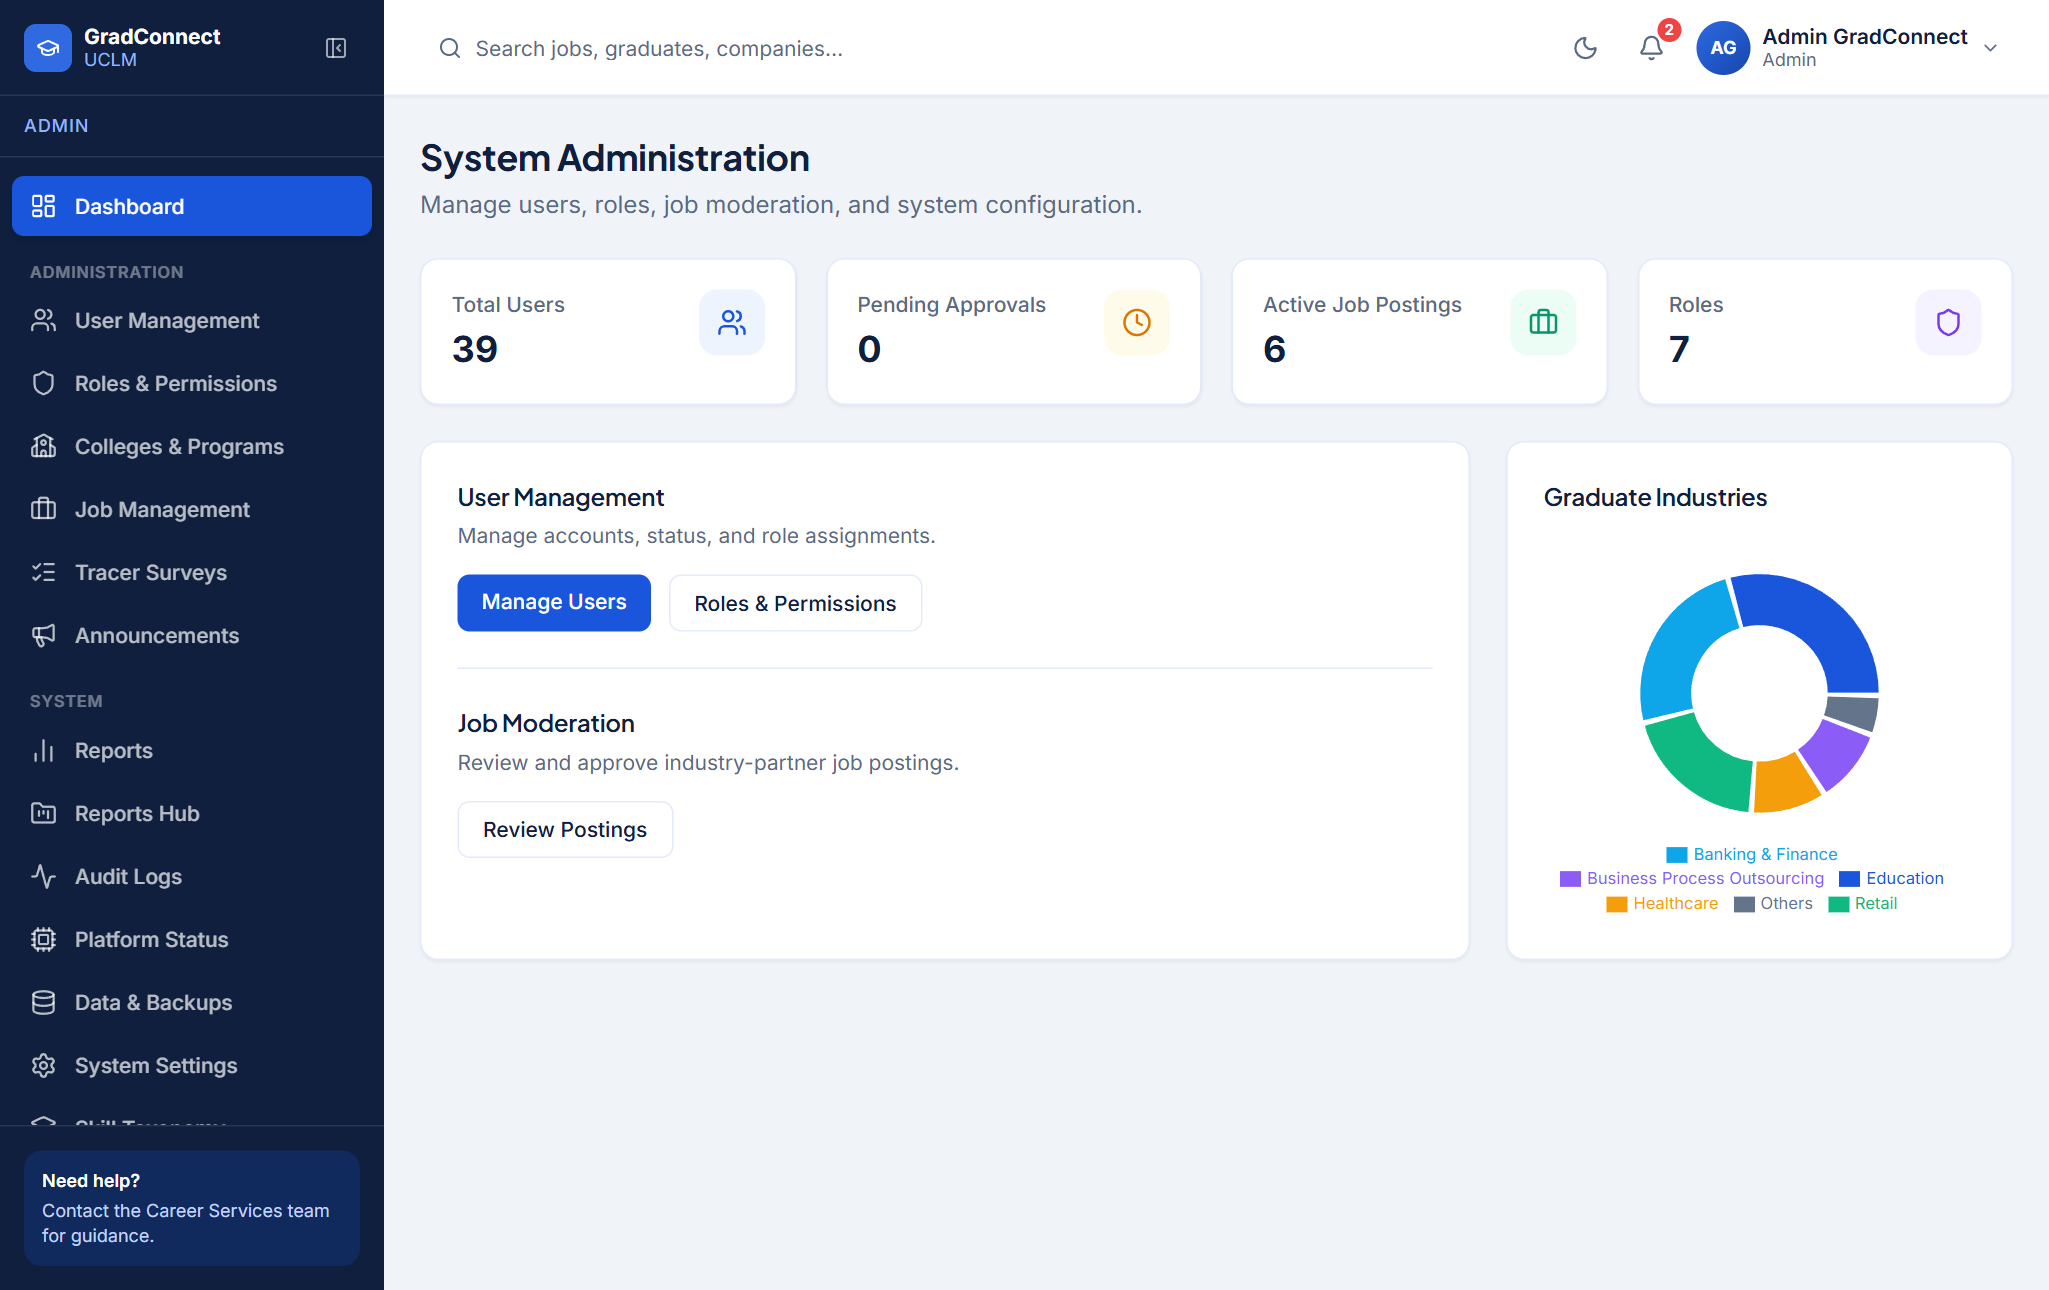 GradConnect
UCLM
ADMIN
Dashboard
ADMINISTRATION
User Management
Roles & Permissions
Colleges & Programs
Job Management
Tracer Surveys
Announcements
SYSTEM
Reports
Reports Hub
Audit Logs
Platform Status
Data & Backups
System Settings
Skill Taxonomy
Need help?
Contact the Career Services team
for guidance.
Search jobs, graduates, companies...
2
AG
Admin GradConnect
Admin
System Administration
Manage users, roles, job moderation, and system configuration.
Total Users
39
Pending Approvals
0
Active Job Postings
6
Roles
7
User Management
Manage accounts, status, and role assignments.
Manage Users
Roles & Permissions
Job Moderation
Review and approve industry-partner job postings.
Review Postings
Graduate Industries
Banking & Finance
Business Process Outsourcing Education
Healthcare Others Retail